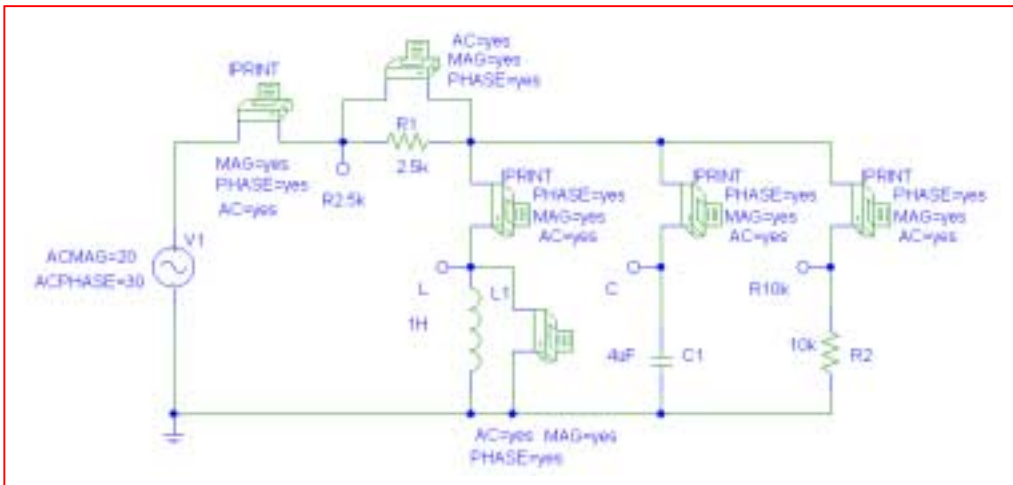 AC=yes
MAG=yes
PHASE=yes
IPRINT
R1
2.5k
MAG=yes
PHASE=yes
AC=yes
R2.5k
IPRINT
PHASE=yes
MAG=yes
AC=yes
IPRINT
PHASE=yes
MAG=yes
AC=yes
IPRINT
PHASE=yes
MAG=yes
AC=yes
V1
ACMAG=20
ACPHASE=30
L
L1
1H
C
4uF
C1
R10k
10k
R2
AC=yes MAG=yes
PHASE=yes